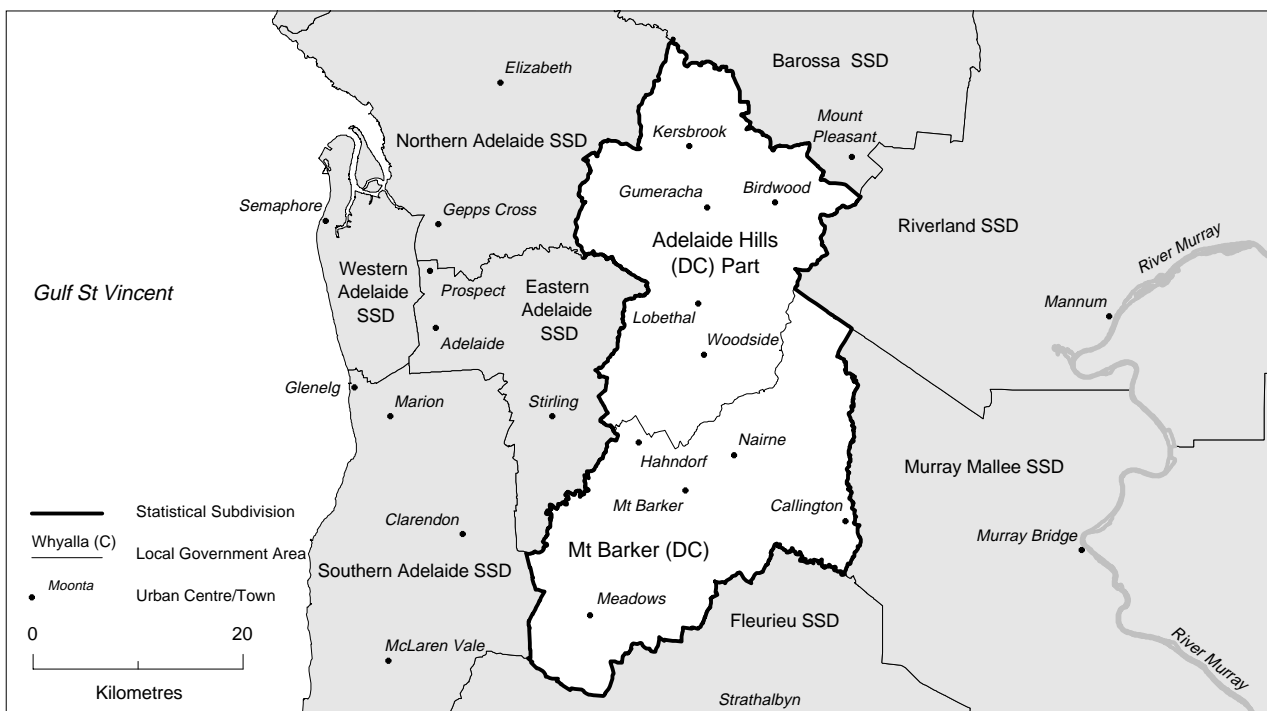 Elizabeth
Barossa SSD
Northern Adelaide SSD
Kersbrook
Mount
Pleasant
Gumeracha
Birdwood
Semaphore
Gepps Cross
Riverland SSD
River Murray
Adelaide Hills
(DC) Part
Western
Adelaide
SSD
Prospect
Eastern
Adelaide
SSD
Gulf St Vincent
Mannum
Lobethal
Adelaide
Woodside
Glenelg
Marion
Stirling
Nairne
Hahndorf
Murray Mallee SSD
Mt Barker
Callington
Statistical Subdivision
Whyalla (C)
Local Government Area
Moonta
Urban Centre/Town
0
20
Kilometres
Clarendon
Murray Bridge
Mt Barker (DC)
Southern Adelaide SSD
Meadows
Fleurieu SSD
McLaren Vale
River Murray
Strathalbyn